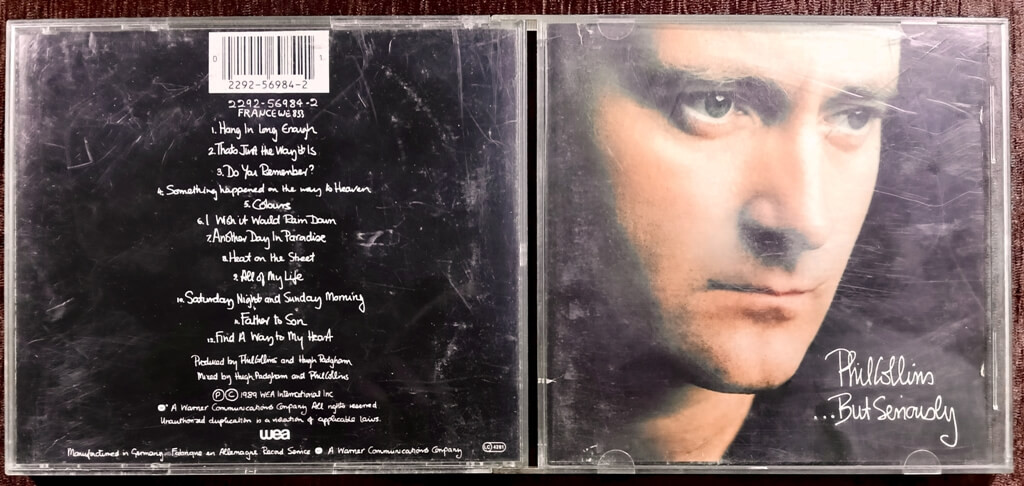 D
1.
2292-56984-2
2292-56984-2
FRANCE WE 853
1. Hang In Long Enough
2. Thats Just the Way it Is
3. Do You Remember?
4. Something happened on the way to Heaven
5. Colours
6. I Wish it Would Rain Down
7. Another Day In Paradise
8. Heat on the Street
9. All of My Life
10. Saturday Night and Sunday Morning
11. Father to Son
12. Find A Way to My Heart
Produced by Phil Collins and Hugh Padgham
Mixed by Hugh Padgham and Phil Collins
Ⓟ Ⓒ 1989 WEA International Inc
A Warner Communications Company All rights reserved
Unauthorized duplication is a violation of applicable laws.
wea
Manufactured in Germany en Allemagne Record Service A Warner Communications Company
LC 4281
Phil Collins
...But Seriously